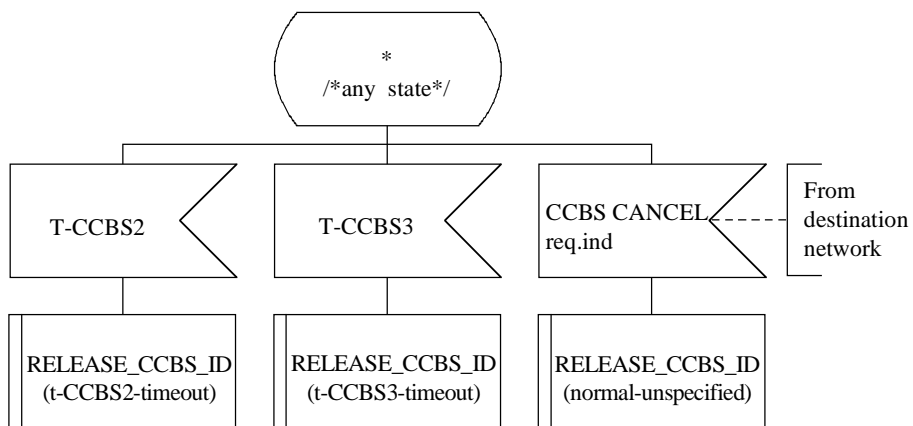 *
/*any state*/
T-CCBS2
T-CCBS3
CCBS CANCEL
req.ind
From
destination
network
RELEASE_CCBS_ID
(t-CCBS2-timeout)
RELEASE_CCBS_ID
(t-CCBS3-timeout)
RELEASE_CCBS_ID
(normal-unspecified)